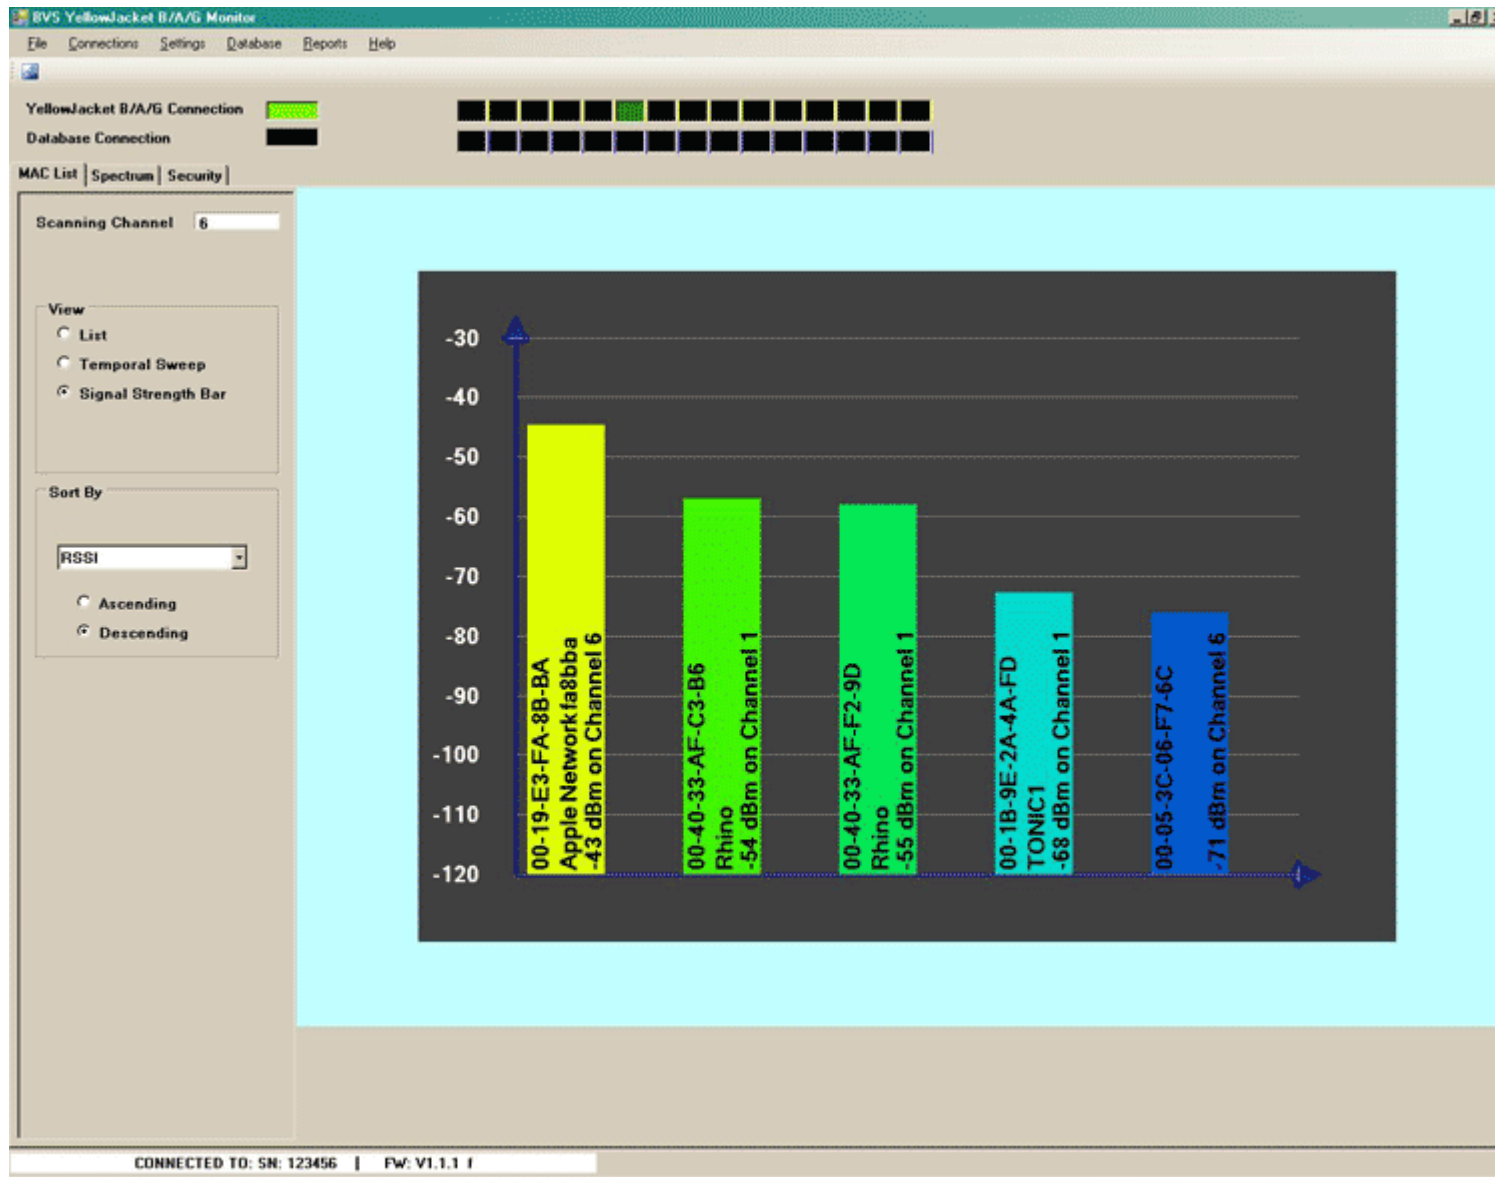 BVS YellowJacket B/A/G Monitor
File Connections Settings Database Reports Help
YellowJacket B/A/G Connection
Database Connection
MAC List Spectrum Security
Scanning Channel 6
View
List
Temporal Sweep
Signal Strength Bar
Sort By
RSSI
Ascending
Descending
-30
-40
-50
-60
-70
-80
-90
-100
-110
-120
00-19-E3-FA-8B-BA
Apple Networkfa8bba
-43 dBm on Channel 6
00-40-33-AF-C3-B6
Rhino
-54 dBm on Channel 1
00-40-33-AF-F2-9D
Rhino
-55 dBm on Channel 1
00-1B-9E-2A-4A-FD
TONIC1
-68 dBm on Channel 1
00-05-3C-06-F7-6C
-71 dBm on Channel 6
CONNECTED TO: SN: 123456 | FW: V1.1.1 f